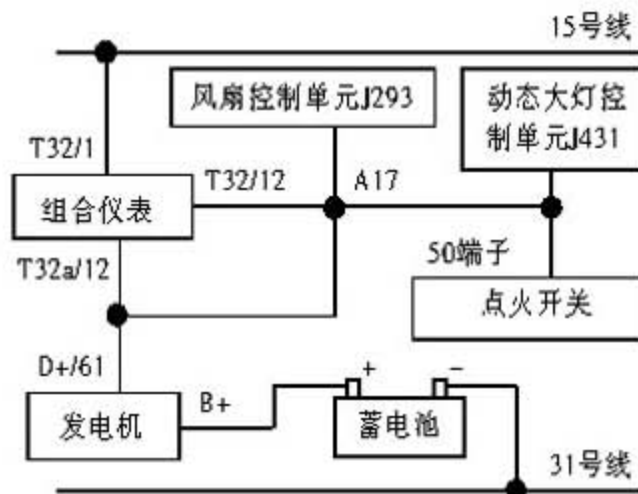 15号线
风扇控制单元J293
动态大灯控
制单元J431
T32/1
T32/12
A17
组合仪表
50端子
T32a/12
点火开关
D+/61
B+
+
−
发电机
蓄电池
31号线